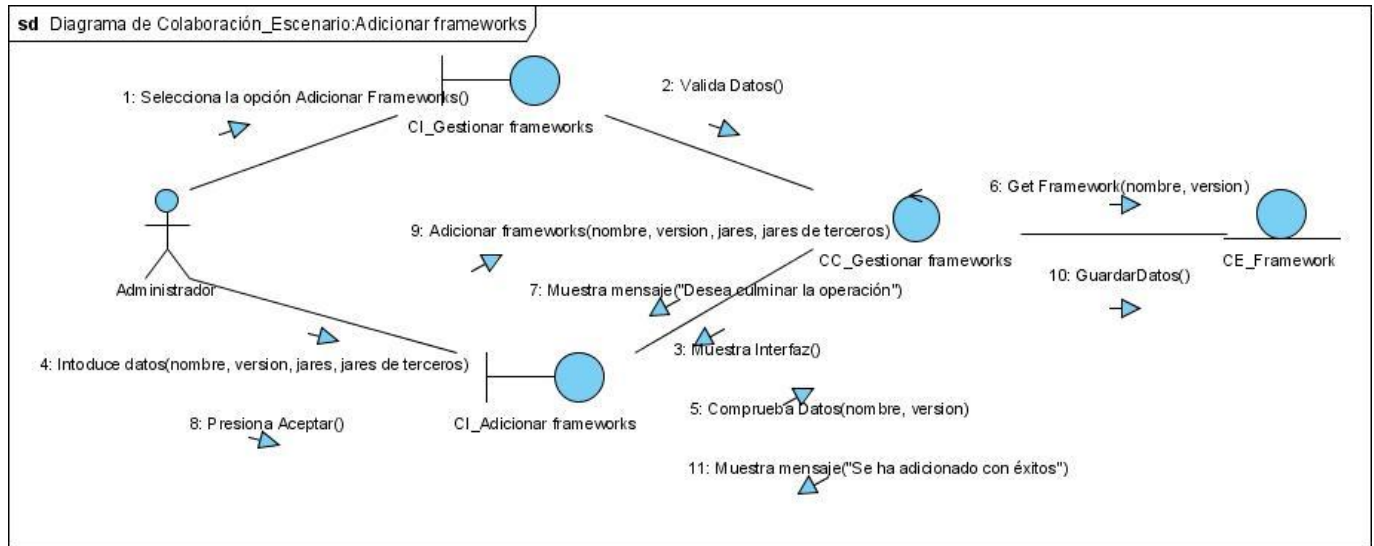 sd Diagrama de Colaboración_Escenario:Adicionar frameworks
1: Selecciona la opción Adicionar Frameworks()
2: Valida Datos()
CI_Gestionar frameworks
6: Get Framework(nombre, version)
9: Adicionar frameworks(nombre, version, jares, jares de terceros)
CC_Gestionar frameworks
CE_Framework
Administrador
7: Muestra mensaje("Desea culminar la operación")
10: GuardarDatos()
3: Muestra Interfaz()
4: Intoduce datos(nombre, version, jares, jares de terceros)
5: Comprueba Datos(nombre, version)
8: Presiona Aceptar()
CI_Adicionar frameworks
11: Muestra mensaje("Se ha adicionado con éxitos")